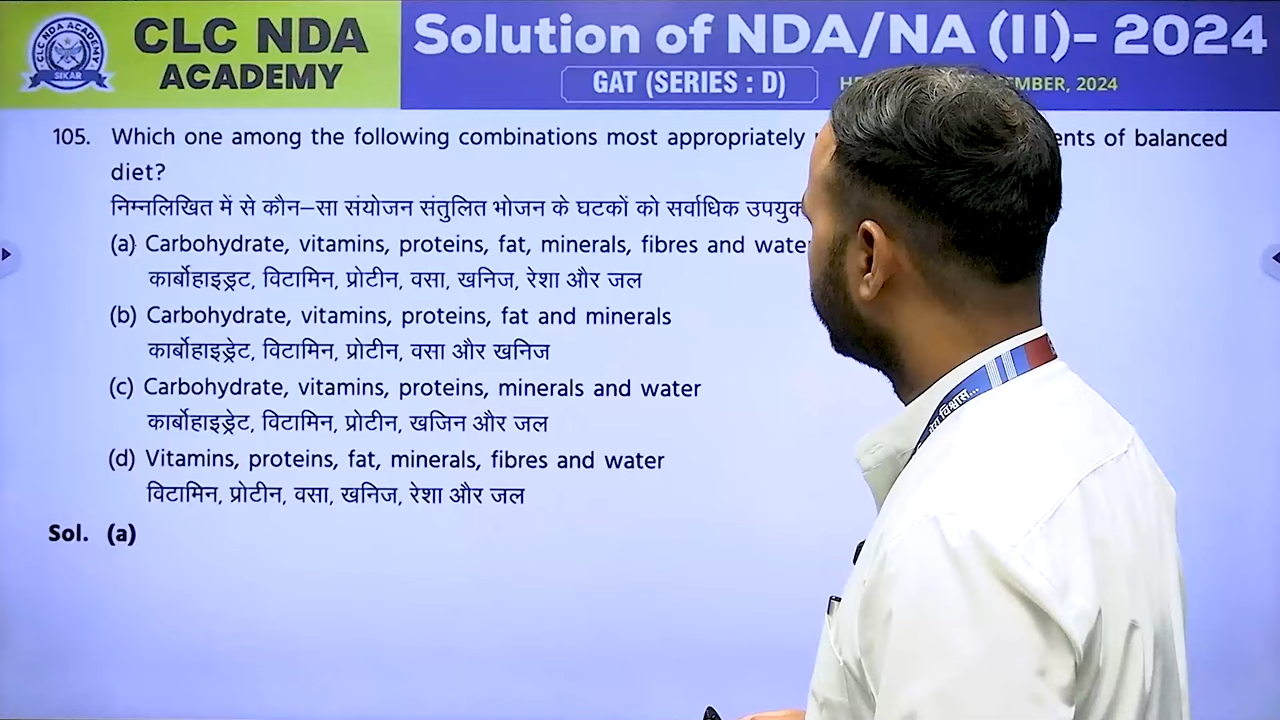 CLC NDA
ACADEMY
CLC NDA ACADEMY
SIKAR
Solution of NDA/NA (II)- 2024
GAT (SERIES : D)
MBER, 2024
105. Which one among the following combinations most appropriately ents of balanced
diet?
निम्नलिखित में से कौन–सा संयोजन संतुलित भोजन के घटकों को सर्वाधिक
(a) Carbohydrate, vitamins, proteins, fat, minerals, fibres and wate
कार्बोहाइड्रेट, विटामिन, प्रोटीन, वसा, खनिज, रेशा और जल
(b) Carbohydrate, vitamins, proteins, fat and minerals
कार्बोहाइड्रेट, विटामिन, प्रोटीन, वसा और खनिज
(c) Carbohydrate, vitamins, proteins, minerals and water
कार्बोहाइड्रेट, विटामिन, प्रोटीन, खजिन और जल
(d) Vitamins, proteins, fat, minerals, fibres and water
विटामिन, प्रोटीन, वसा, खनिज, रेशा और जल
Sol. (a)
विश्वास...